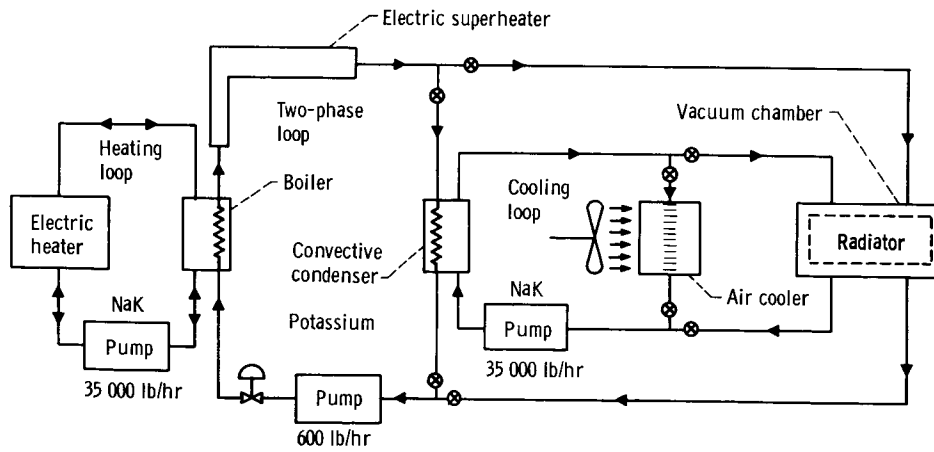 Electric superheater
Two-phase
loop
Vacuum chamber
Heating
loop
Boiler
Cooling
loop
Electric
heater
Radiator
Convective
condenser
Air cooler
NaK
Pump
35 000 lb/hr
Potassium
NaK
Pump
35 000 lb/hr
Pump
600 lb/hr